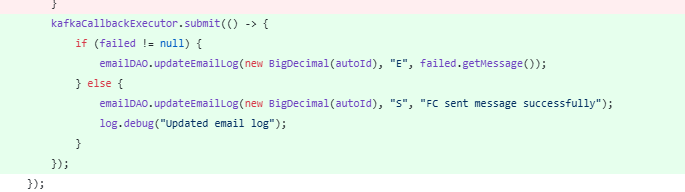 }
kafkaCallbackExecutor.submit(() -> {
if (failed != null) {
emailDAO.updateEmailLog(new BigDecimal(autoId), "E", failed.getMessage());
} else {
emailDAO.updateEmailLog(new BigDecimal(autoId), "S", "FC sent message successfully");
log.debug("Updated email log");
}
});
});